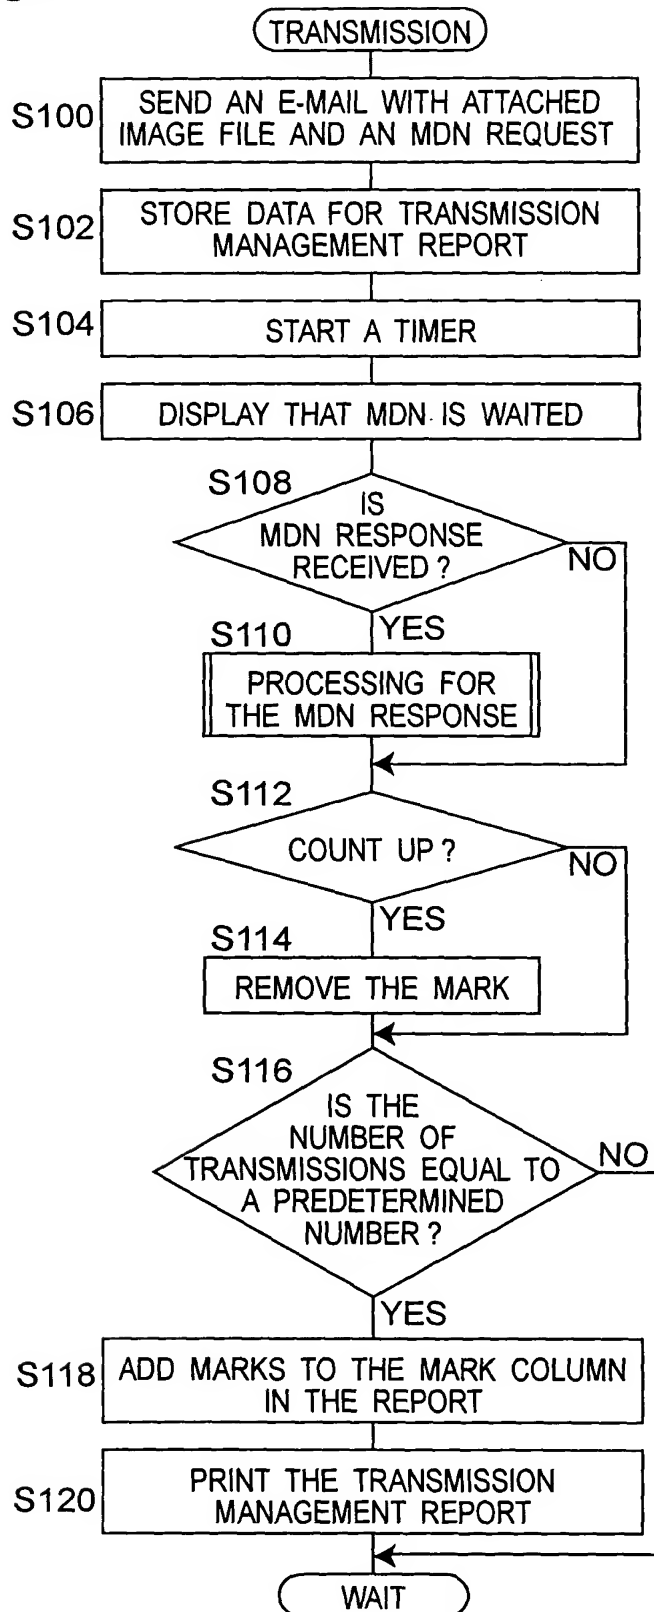 TRANSMISSION
S100
SEND AN E-MAIL WITH ATTACHED
IMAGE FILE AND AN MDN REQUEST
S102
STORE DATA FOR TRANSMISSION
MANAGEMENT REPORT
S104
START A TIMER
S106
DISPLAY THAT MDN IS WAITED
S108
IS
MDN RESPONSE
RECEIVED?
NO
YES
S110
PROCESSING FOR
THE MDN RESPONSE
S112
COUNT UP?
NO
YES
S114
REMOVE THE MARK
S116
IS THE
NUMBER OF
TRANSMISSIONS EQUAL TO
A PREDETERMINED
NUMBER?
NO
YES
S118
ADD MARKS TO THE MARK COLUMN
IN THE REPORT
S120
PRINT THE TRANSMISSION
MANAGEMENT REPORT
WAIT